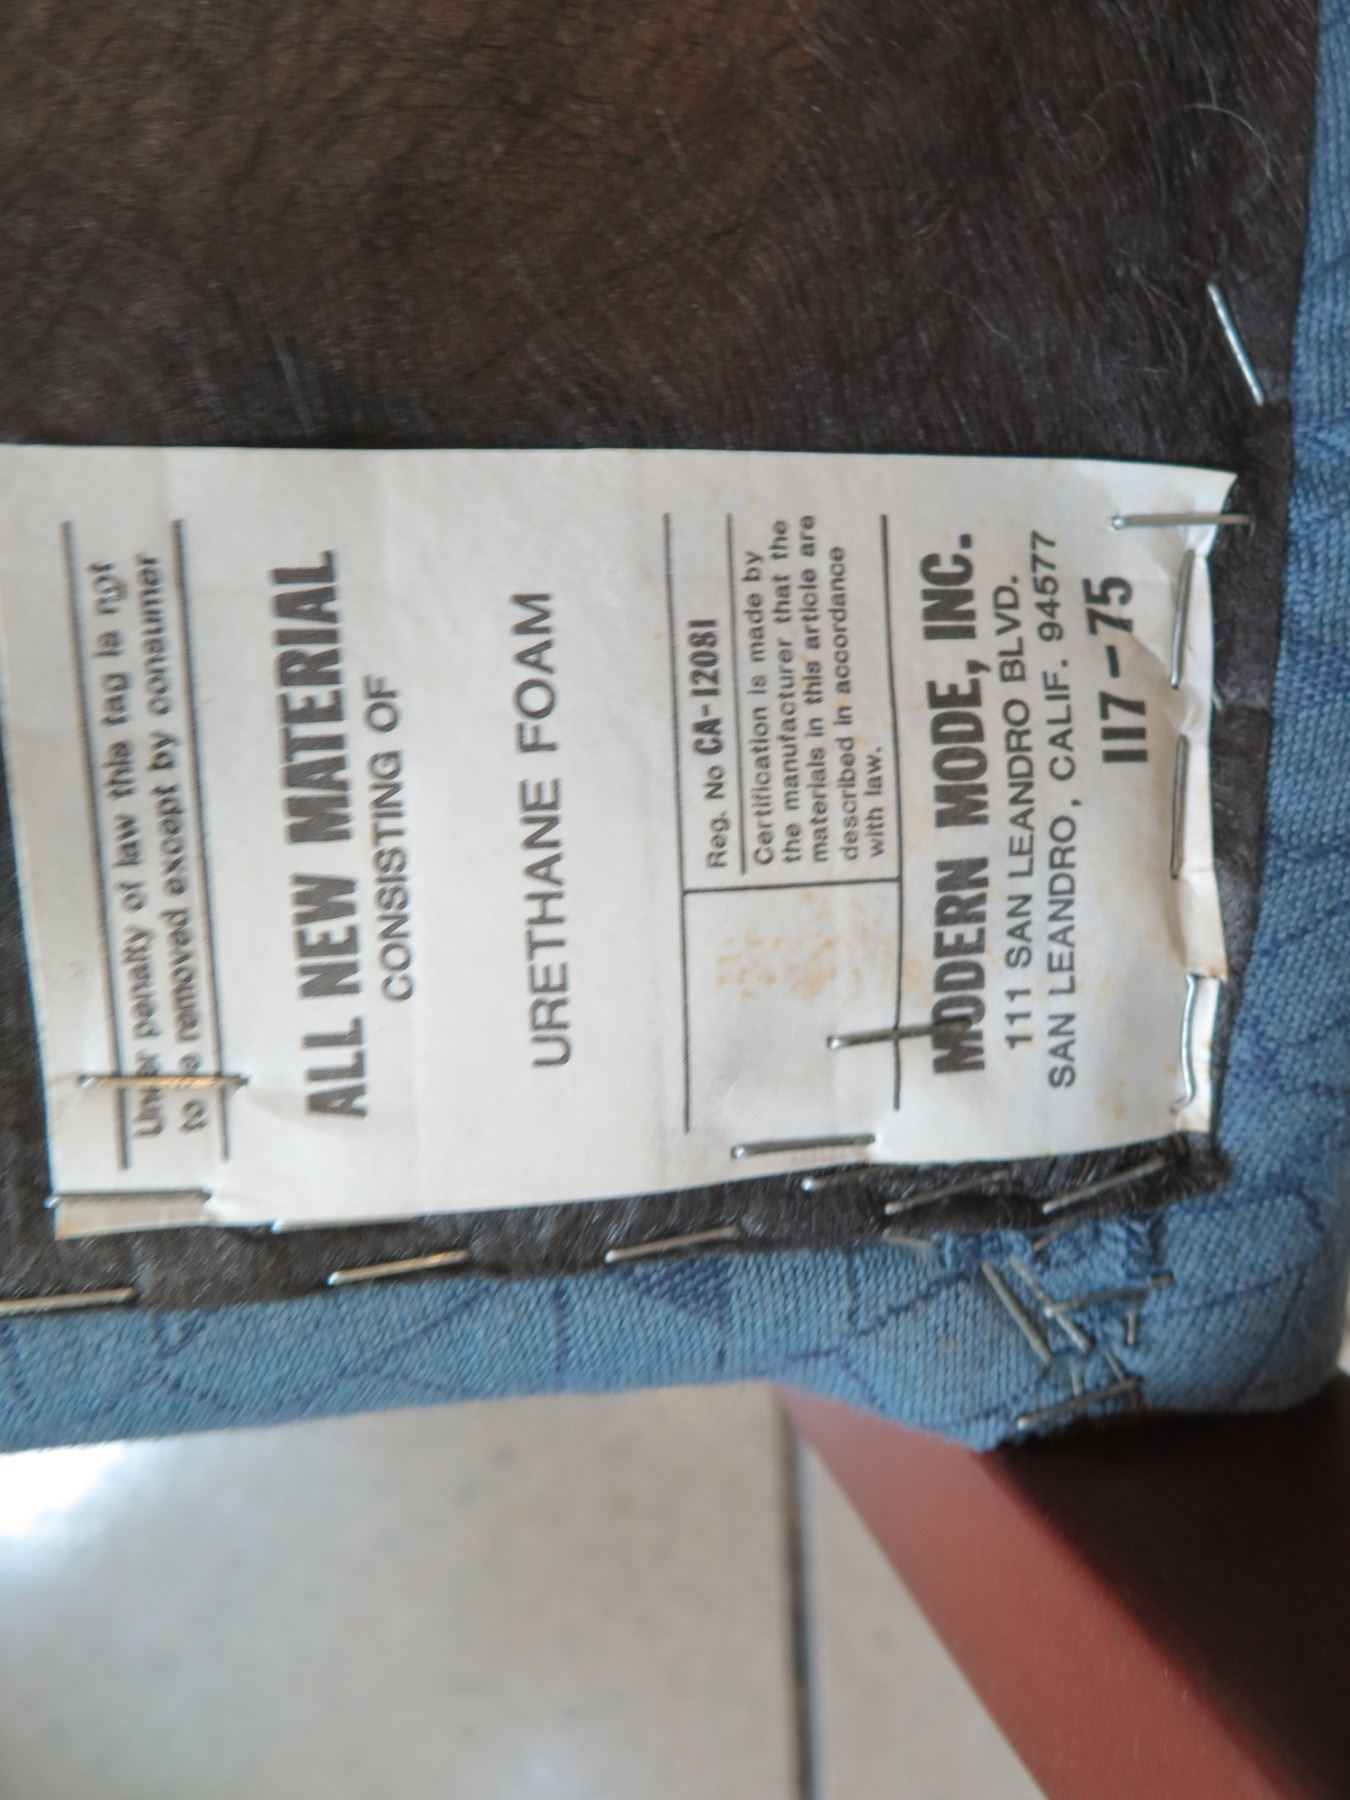 Under penalty of law this tag is not
to be removed except by consumer
ALL NEW MATERIAL
CONSISTING OF
URETHANE FOAM
Reg. No CA-12081
Certification is made by
the manufacturer that the
materials in this article are
described in accordance
with law.
MODERN MODE, INC.
111 SAN LEANDRO BLVD.
SAN LEANDRO, CALIF. 94577
117-75